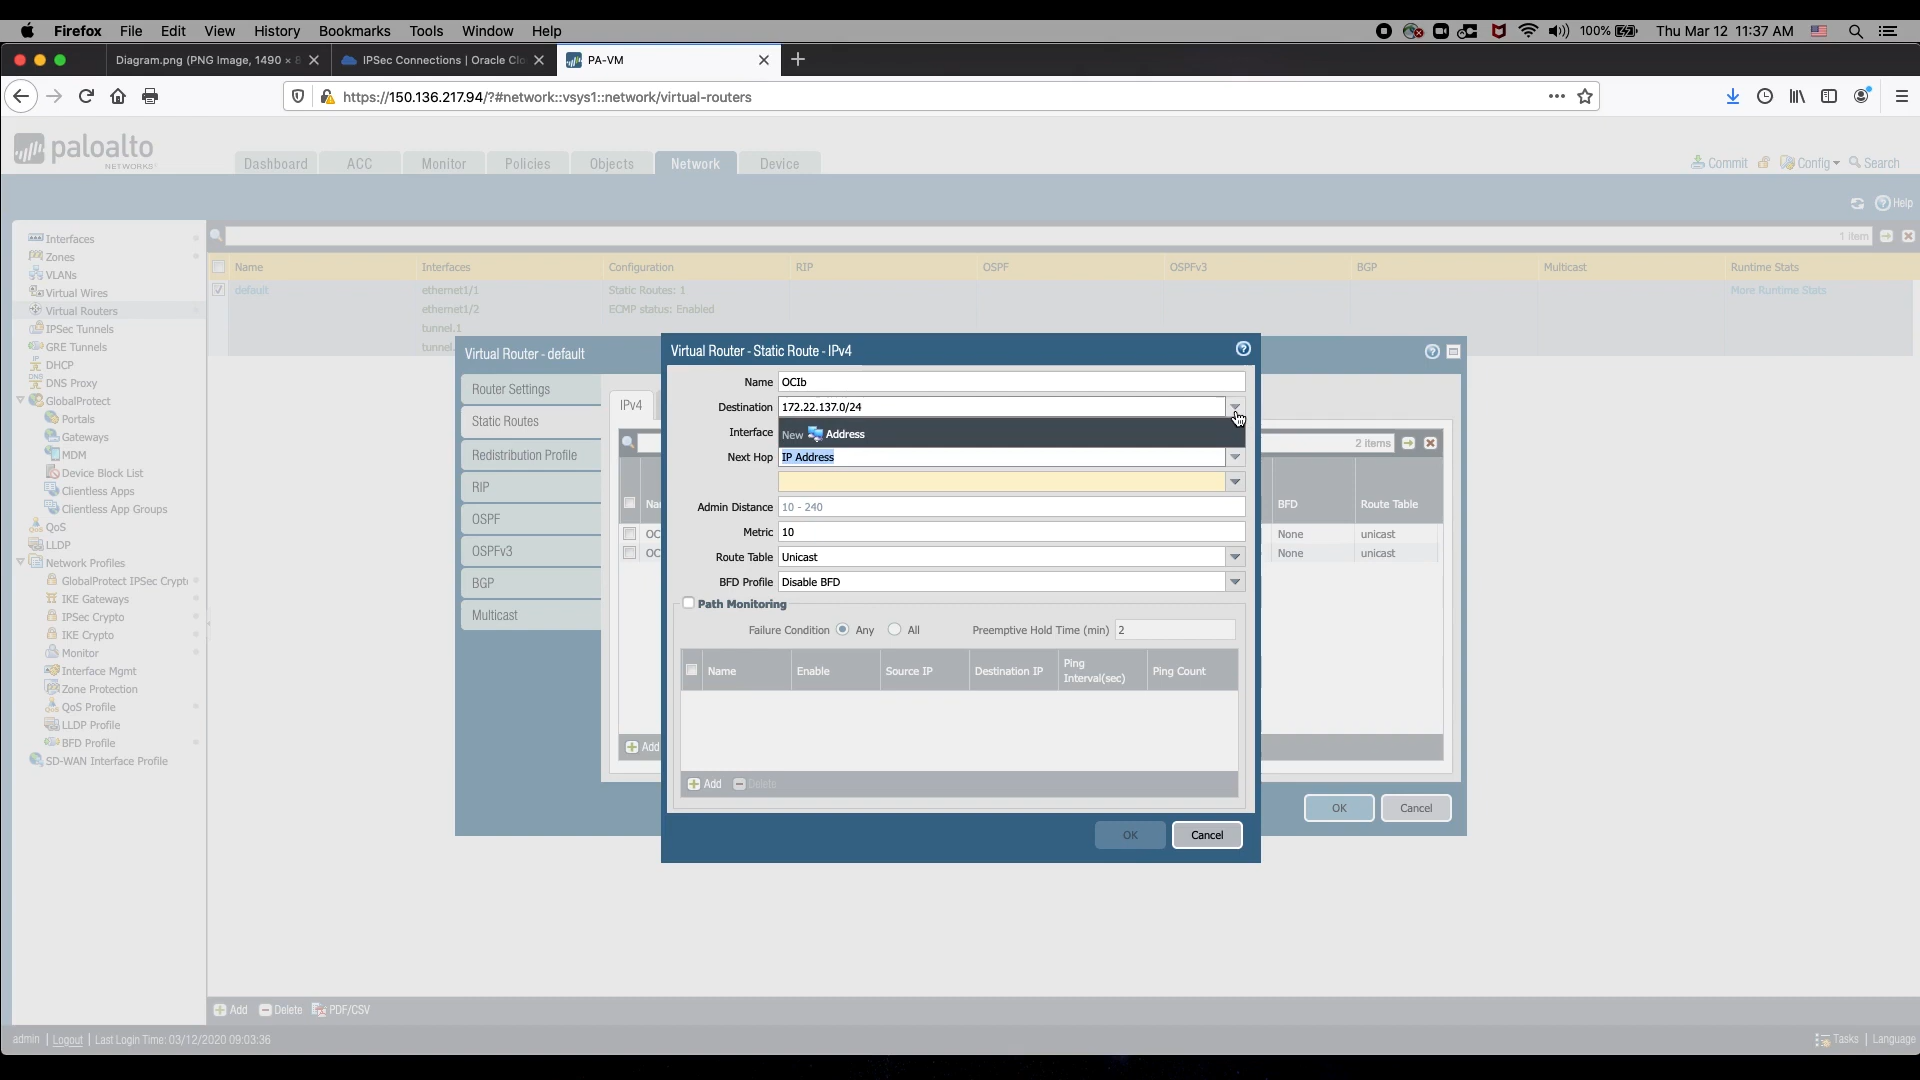 Firefox File Edit View History Bookmarks Tools Window Help 100% Thu Mar 12 11:37 AM
Diagram.png (PNG Image, 1490 × 8 IPSec Connections | Oracle Clo PA-VM
https://150.136.217.94/?#network::vsys1::network/virtual-routers
paloalto
NETWORKS
Dashboard ACC Monitor Policies Objects Network Device
Commit Config Search
Help
1 item
Interfaces
Zones
VLANs
Virtual Wires
Virtual Routers
IPSec Tunnels
GRE Tunnels
DHCP
DNS Proxy
GlobalProtect
Portals
Gateways
MDM
Device Block List
Clientless Apps
Clientless App Groups
QoS
LLDP
Network Profiles
GlobalProtect IPSec Crypto
IKE Gateways
IPSec Crypto
IKE Crypto
Monitor
Interface Mgmt
Zone Protection
QoS Profile
LLDP Profile
BFD Profile
SD-WAN Interface Profile
Name Interfaces Configuration RIP OSPF OSPFv3 BGP Multicast Runtime Stats
default ethernet1/1 Static Routes: 1 More Runtime Stats
ethernet1/2 ECMP status: Enabled
tunnel.1
tunnel.
Virtual Router - default
Router Settings
Static Routes
Redistribution Profile
RIP
OSPF
OSPFv3
BGP
Multicast
IPv4
2 items
Na BFD Route Table
OC None unicast
OC None unicast
Add
OK Cancel
Virtual Router - Static Route - IPv4
Name OCIb
Destination 172.22.137.0/24
Interface New Address
Next Hop IP Address
Admin Distance 10 - 240
Metric 10
Route Table Unicast
BFD Profile Disable BFD
Path Monitoring
Failure Condition Any All Preemptive Hold Time (min) 2
Name Enable Source IP Destination IP Ping Interval(sec) Ping Count
Add Delete
OK Cancel
Add Delete PDF/CSV
admin | Logout | Last Login Time: 03/12/2020 09:03:36 Tasks | Language